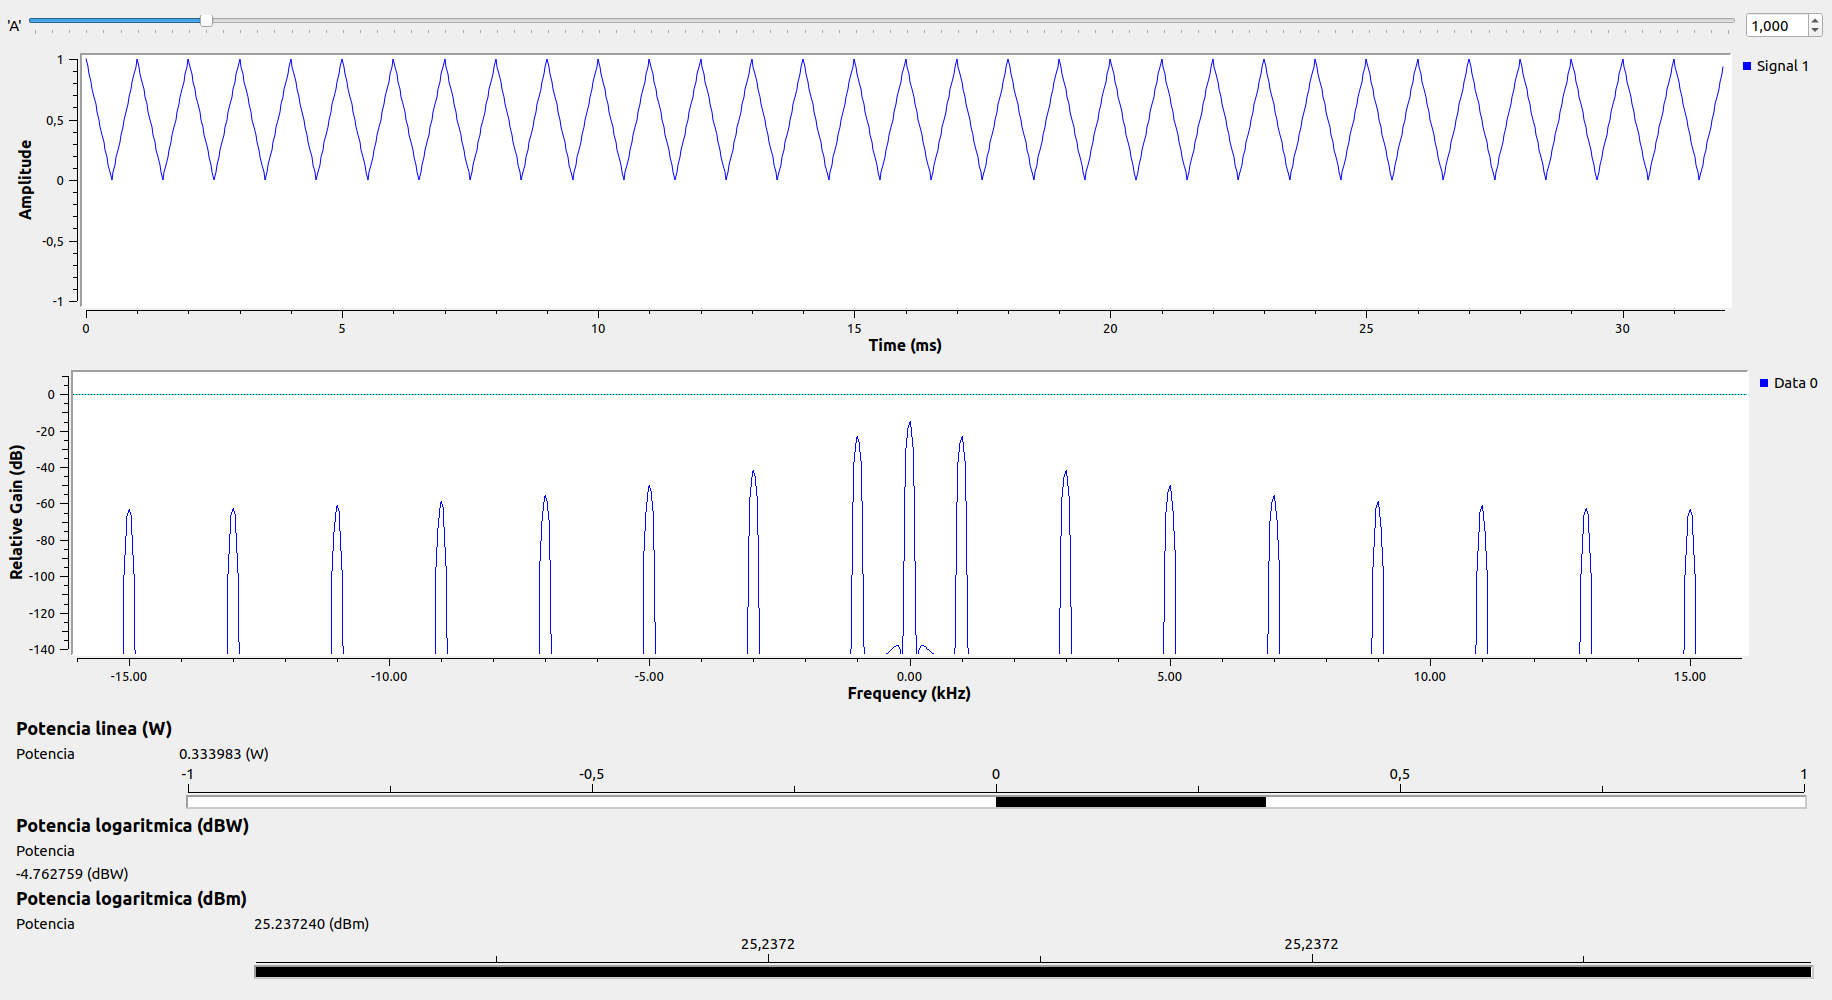 'A' 1,000
1
0,5
0
-0,5
-1
Amplitude
Signal 1
0 5 10 15 20 25 30
Time (ms)
0
-20
-40
-60
-80
-100
-120
-140
Relative Gain (dB)
Data 0
-15.00 -10.00 -5.00 0.00 5.00 10.00 15.00
Frequency (kHz)
Potencia linea (W)
Potencia 0.333983 (W)
-1 -0,5 0 0,5 1
Potencia logaritmica (dBW)
Potencia
-4.762759 (dBW)
Potencia logaritmica (dBm)
Potencia 25.237240 (dBm)
25,2372 25,2372